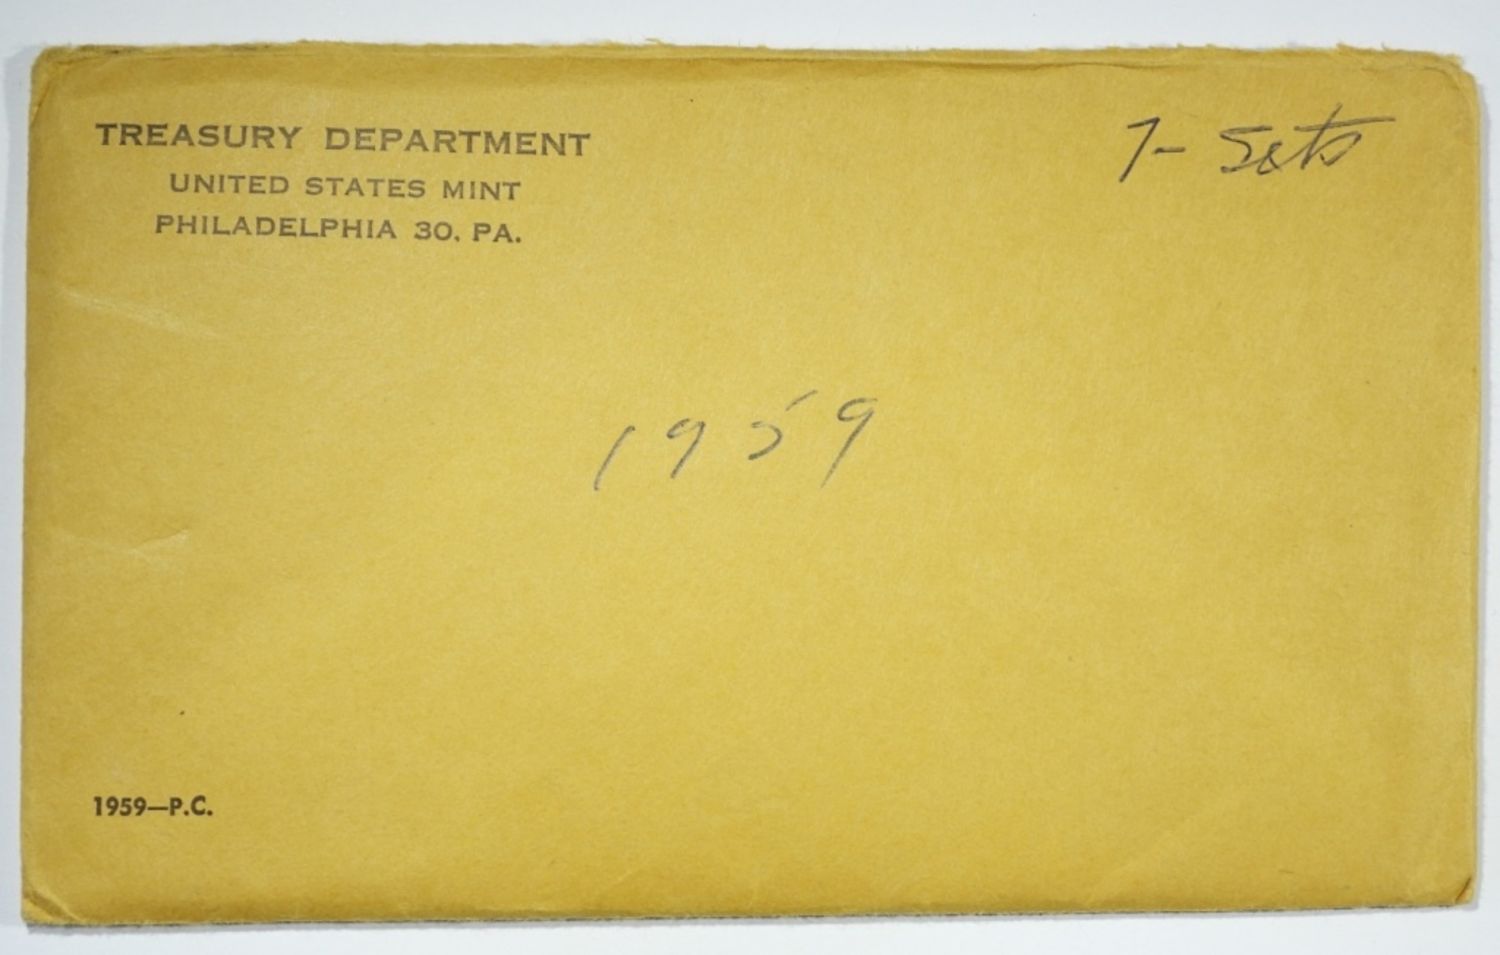 TREASURY DEPARTMENT
UNITED STATES MINT
PHILADELPHIA 30, PA.
7- Sets
1959
1959—P.C.